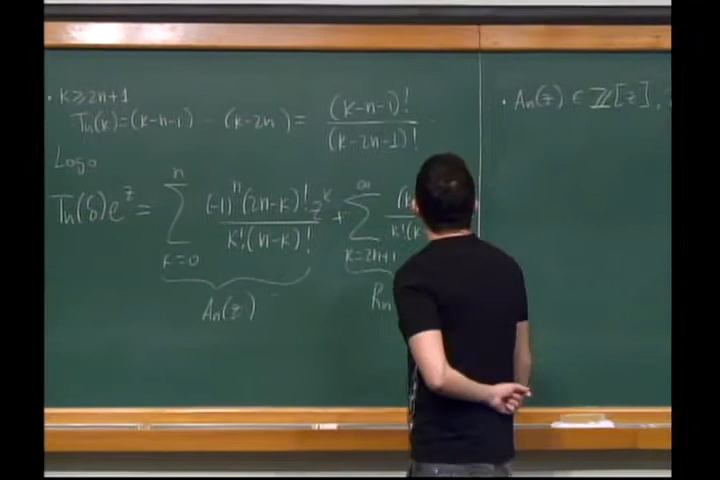 • k ≥ 2n+1
Tn(k) = (k-n-1) ... (k-2n) = (k-n-1)! / (k-2n-1)!
Logo
Tn(δ)e^z = Σ_{k=0}^{n} (-1)^n (2n-k)! z^k / k!(n-k)! + Σ_{k=2n+1}^{∞} (k / k!(k
An(z)
Rn
• An(z) ∈ ℤ[z],